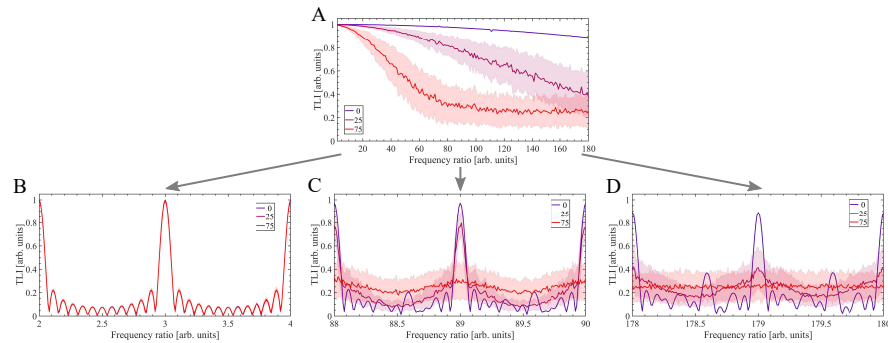 A
TLI [arb. units]
1
0.8
0.6
0.4
0.2
0
0
25
75
20 40 60 80 100 120 140 160 180
Frequency ratio [arb. units]
B
TLI [arb. units]
1
0.8
0.6
0.4
0.2
0
0
25
75
2 2.5 3 3.5 4
Frequency ratio [arb. units]
C
TLI [arb. units]
1
0.8
0.6
0.4
0.2
0
0
25
75
88 88.5 89 89.5 90
Frequency ratio [arb. units]
D
TLI [arb. units]
1
0.8
0.6
0.4
0.2
0
0
25
75
178 178.5 179 179.5 180
Frequency ratio [arb. units]